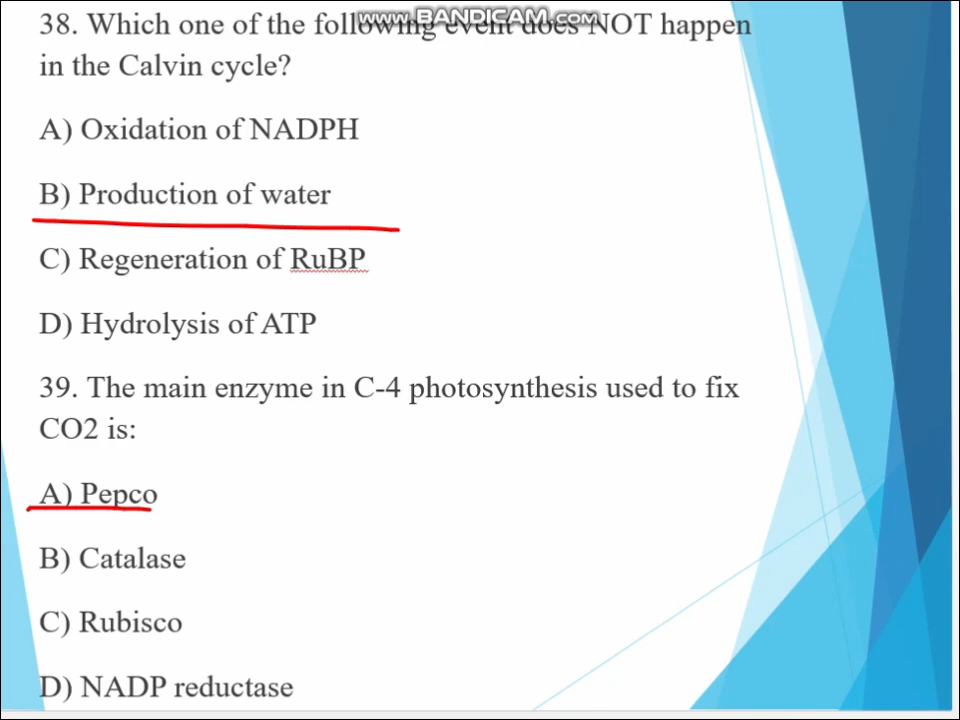 www.BANDICAM.com
38. Which one of the following event does NOT happen
in the Calvin cycle?
A) Oxidation of NADPH
B) Production of water
C) Regeneration of RuBP
D) Hydrolysis of ATP
39. The main enzyme in C-4 photosynthesis used to fix
CO2 is:
A) Pepco
B) Catalase
C) Rubisco
D) NADP reductase